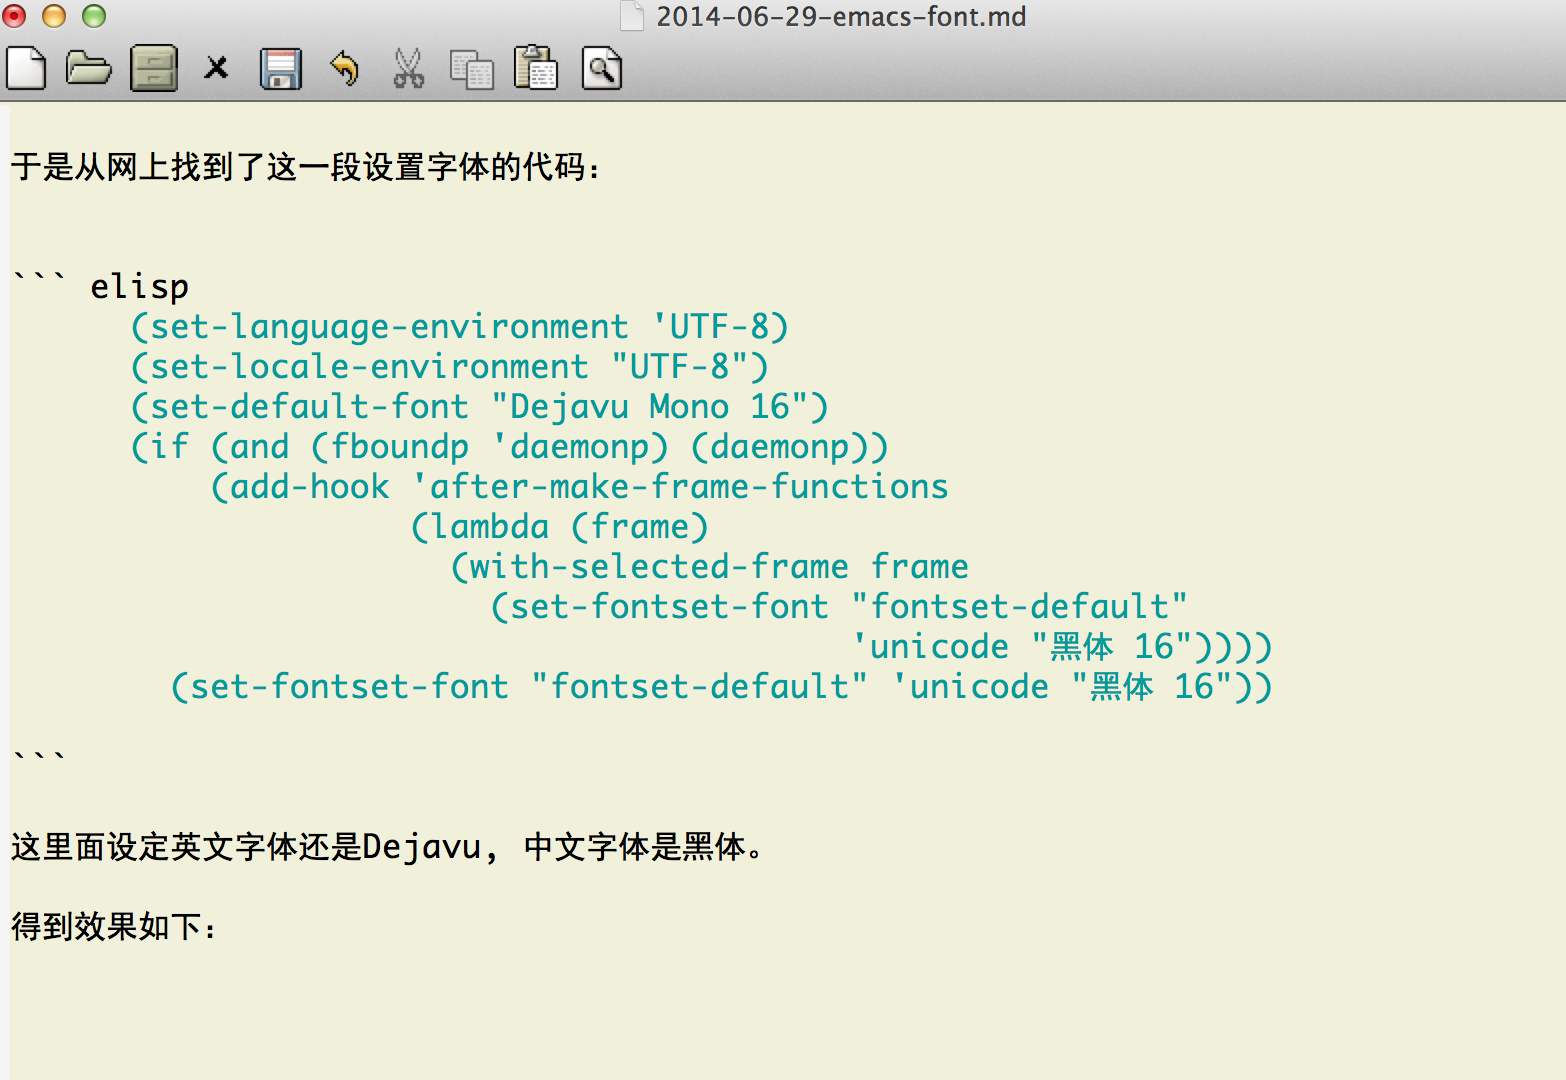 2014-06-29-emacs-font.md
于是从网上找到了这一段设置字体的代码：
``` elisp
(set-language-environment 'UTF-8)
(set-locale-environment "UTF-8")
(set-default-font "Dejavu Mono 16")
(if (and (fboundp 'daemonp) (daemonp))
(add-hook 'after-make-frame-functions
(lambda (frame)
(with-selected-frame frame
(set-fontset-font "fontset-default"
'unicode "黑体 16"))))
(set-fontset-font "fontset-default" 'unicode "黑体 16"))
```
这里面设定英文字体还是Dejavu, 中文字体是黑体。
得到效果如下：